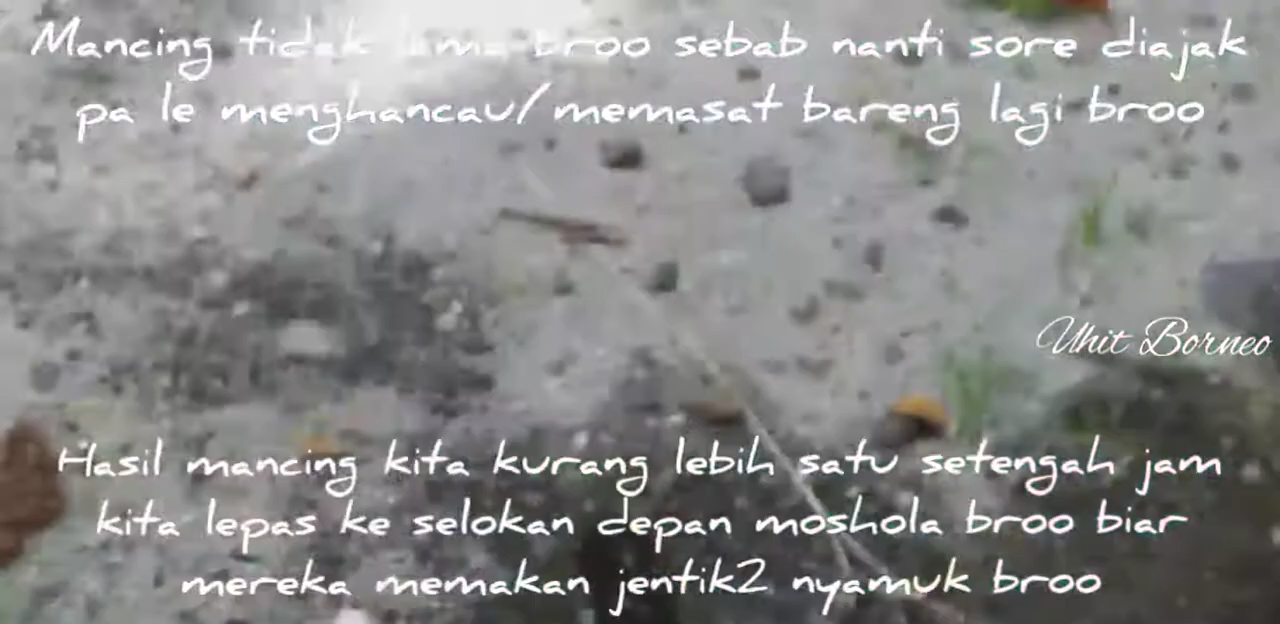 Mancing tidak lama broo sebab nanti sore diajak
pa le menghancau/memasat bareng lagi broo
Uhit Borneo
Hasil mancing kita kurang lebih satu setengah jam
kita lepas ke selokan depan moshola broo biar
mereka memakan jentik2 nyamuk broo